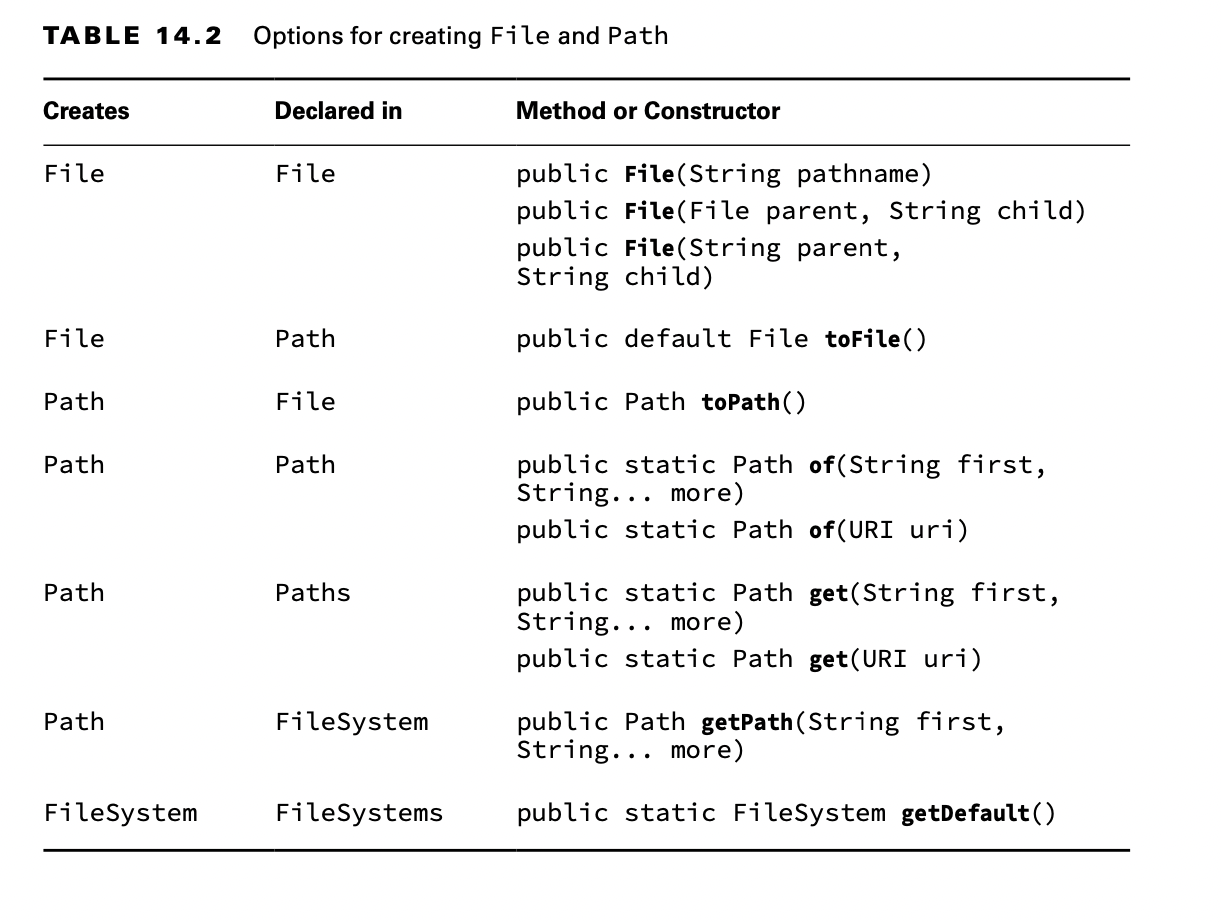 TABLE 14.2 Options for creating File and Path
Creates Declared in Method or Constructor
File File public File(String pathname)
public File(File parent, String child)
public File(String parent,
String child)
File Path public default File toFile()
Path File public Path toPath()
Path Path public static Path of(String first,
String... more)
public static Path of(URI uri)
Path Paths public static Path get(String first,
String... more)
public static Path get(URI uri)
Path FileSystem public Path getPath(String first,
String... more)
FileSystem FileSystems public static FileSystem getDefault()